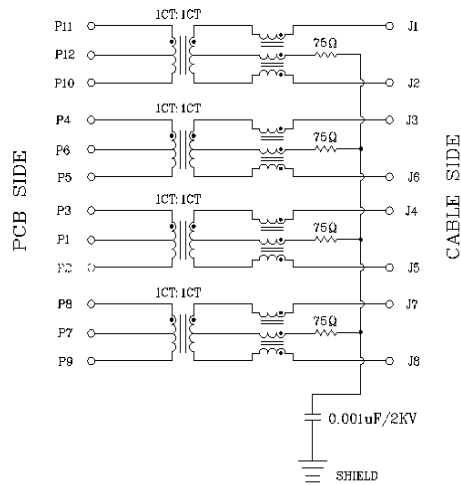 1CT:1CT
P11 J1
75Ω
P12
P10 J2
1CT:1CT
P4 J3
75Ω
P6
P5 J6
PCB SIDE
CABLE SIDE
1CT:1CT
P3 J4
75Ω
P1
P2 J5
1CT:1CT
P8 J7
75Ω
P7
P9 J8
0.001uF/2KV
SHIELD